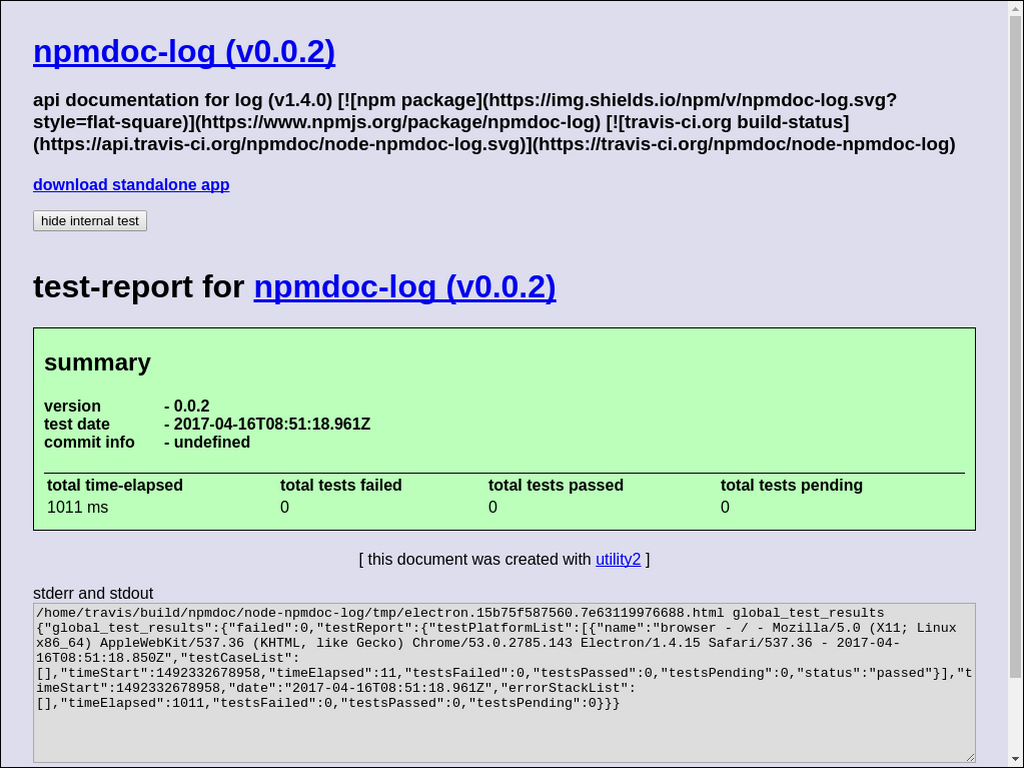 npmdoc-log (v0.0.2)
api documentation for log (v1.4.0) [![npm package](https://img.shields.io/npm/v/npmdoc-log.svg?
style=flat-square)](https://www.npmjs.org/package/npmdoc-log) [![travis-ci.org build-status]
(https://api.travis-ci.org/npmdoc/node-npmdoc-log.svg)](https://travis-ci.org/npmdoc/node-npmdoc-log)
download standalone app
hide internal test
test-report for npmdoc-log (v0.0.2)
summary
version - 0.0.2
test date - 2017-04-16T08:51:18.961Z
commit info - undefined
total time-elapsed total tests failed total tests passed total tests pending
1011 ms 0 0 0
[ this document was created with utility2 ]
stderr and stdout
/home/travis/build/npmdoc/node-npmdoc-log/tmp/electron.15b75f587560.7e63119976688.html global_test_results
{"global_test_results":{"failed":0,"testReport":{"testPlatformList":[{"name":"browser - / - Mozilla/5.0 (X11; Linux
x86_64) AppleWebKit/537.36 (KHTML, like Gecko) Chrome/53.0.2785.143 Electron/1.4.15 Safari/537.36 - 2017-04-
16T08:51:18.850Z","testCaseList":
[],"timeStart":1492332678958,"timeElapsed":11,"testsFailed":0,"testsPassed":0,"testsPending":0,"status":"passed"}],"t
imeStart":1492332678958,"date":"2017-04-16T08:51:18.961Z","errorStackList":
[],"timeElapsed":1011,"testsFailed":0,"testsPassed":0,"testsPending":0}}}